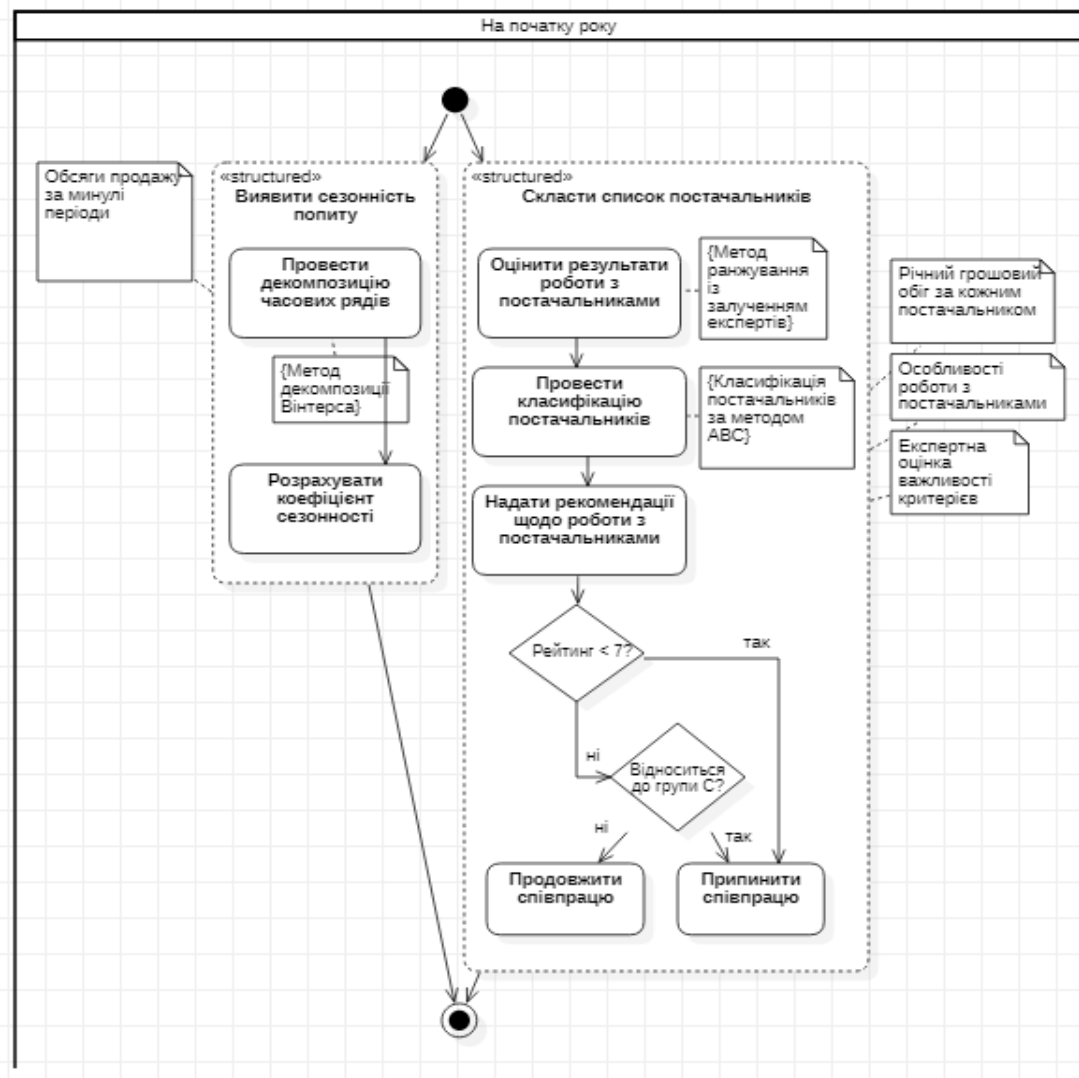 На початку року
Обсяги продажу
за минулі
періоди
«structured»
Виявити сезонність
попиту
Провести
декомпозицію
часових рядів
{Метод
декомпозиції
Вінтерса}
Розрахувати
коефіцієнт
сезонності
«structured»
Скласти список постачальників
Оцінити результати
роботи з
постачальниками
{Метод
ранжування
із
залученням
експертів}
Провести
класифікацію
постачальників
{Класифікація
постачальників
за методом
ABC}
Надати рекомендації
щодо роботи з
постачальниками
Рейтинг < 7?
так
ні
Відноситься
до групи С?
ні
так
Продовжити
співпрацю
Припинити
співпрацю
Річний грошовий
обіг за кожним
постачальником
Особливості
роботи з
постачальниками
Експертна
оцінка
важливості
критерієв